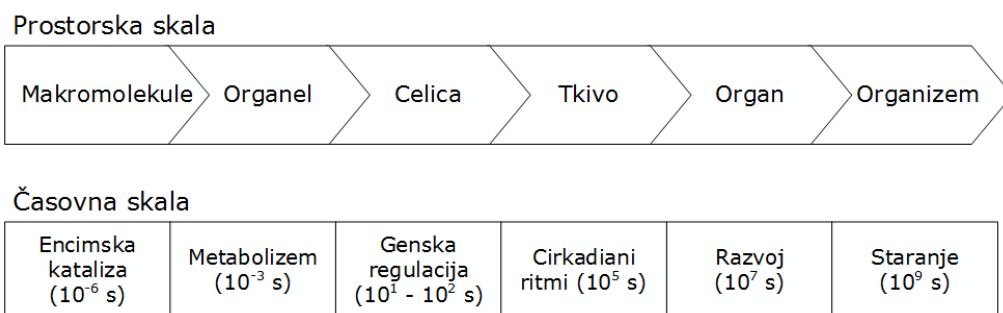 Prostorska skala
Makromolekule
Organel
Celica
Tkivo
Organ
Organizem
Časovna skala
Encimska
kataliza
(10⁻⁶ s)
Metabolizem
(10⁻³ s)
Genska
regulacija
(10¹ - 10² s)
Cirkadiani
ritmi (10⁵ s)
Razvoj
(10⁷ s)
Staranje
(10⁹ s)